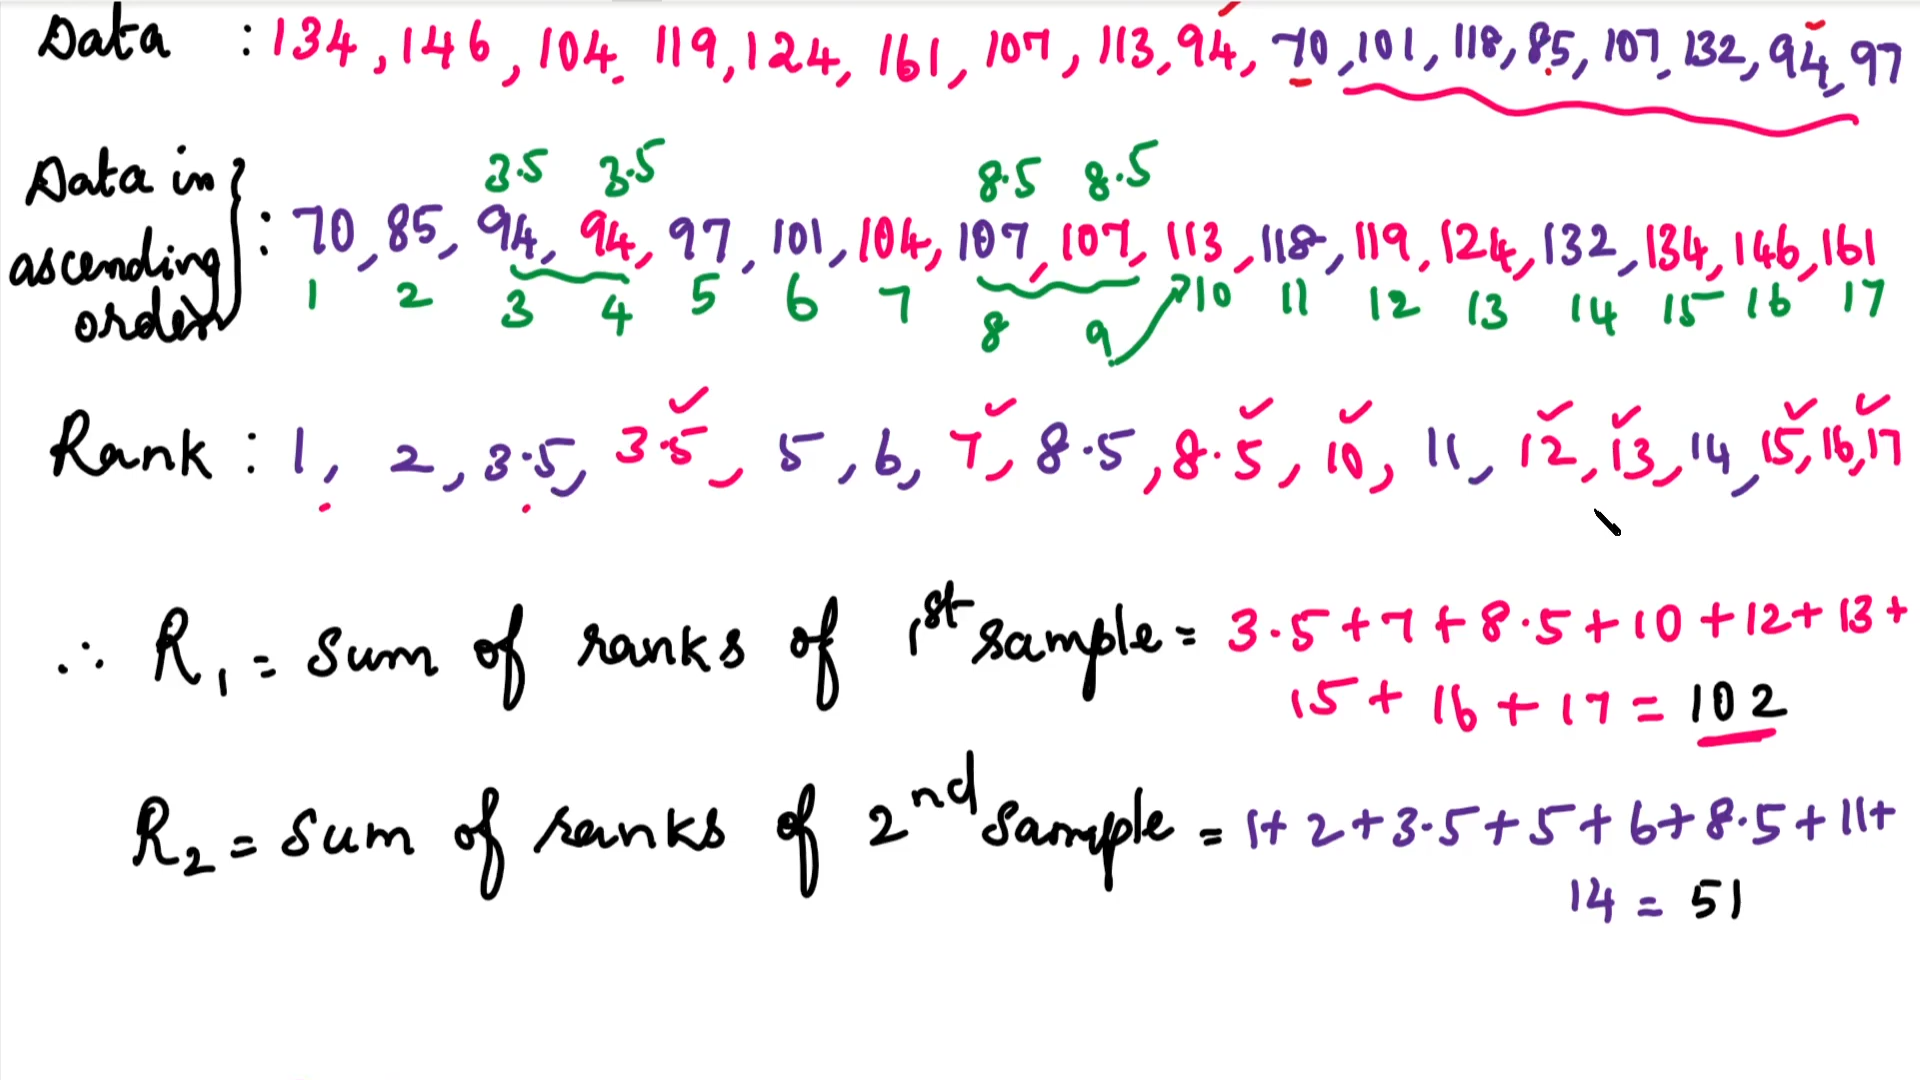 Data : 134, 146, 104, 119, 124, 161, 107, 113, 94, 70, 101, 118, 85, 107, 132, 94, 97
3.5 3.5 8.5 8.5
Data in ascending order } : 70, 85, 94, 94, 97, 101, 104, 107, 107, 113, 118, 119, 124, 132, 134, 146, 161
1 2 3 4 5 6 7 8 9 10 11 12 13 14 15 16 17
Rank : 1, 2, 3.5, 3.5, 5, 6, 7, 8.5, 8.5, 10, 11, 12, 13, 14, 15, 16, 17
∴ R₁ = Sum of ranks of 1st sample = 3.5 + 7 + 8.5 + 10 + 12 + 13 +
15 + 16 + 17 = 102
R₂ = Sum of ranks of 2nd Sample = 1 + 2 + 3.5 + 5 + 6 + 8.5 + 11 +
14 = 51